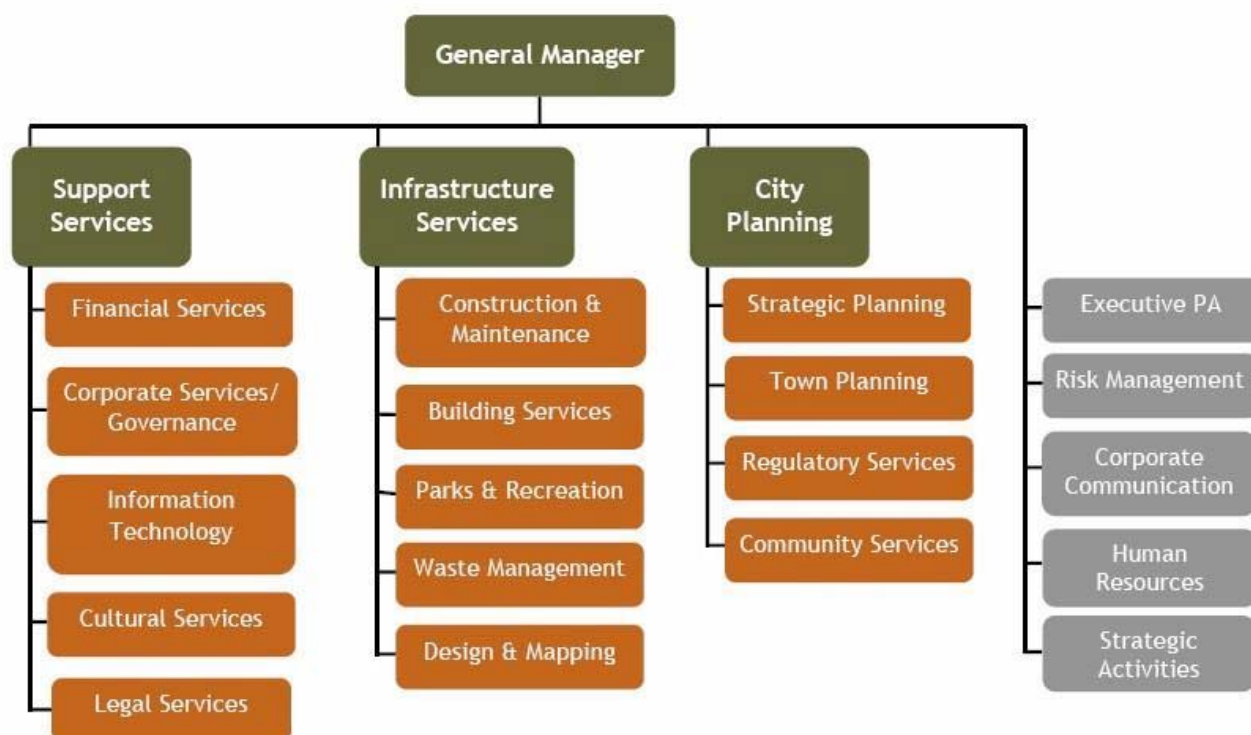 General Manager
Support
Services
Financial Services
Corporate Services/
Governance
Information
Technology
Cultural Services
Legal Services
Infrastructure
Services
Construction &
Maintenance
Building Services
Parks & Recreation
Waste Management
Design & Mapping
City
Planning
Strategic Planning
Town Planning
Regulatory Services
Community Services
Executive PA
Risk Management
Corporate
Communication
Human
Resources
Strategic
Activities